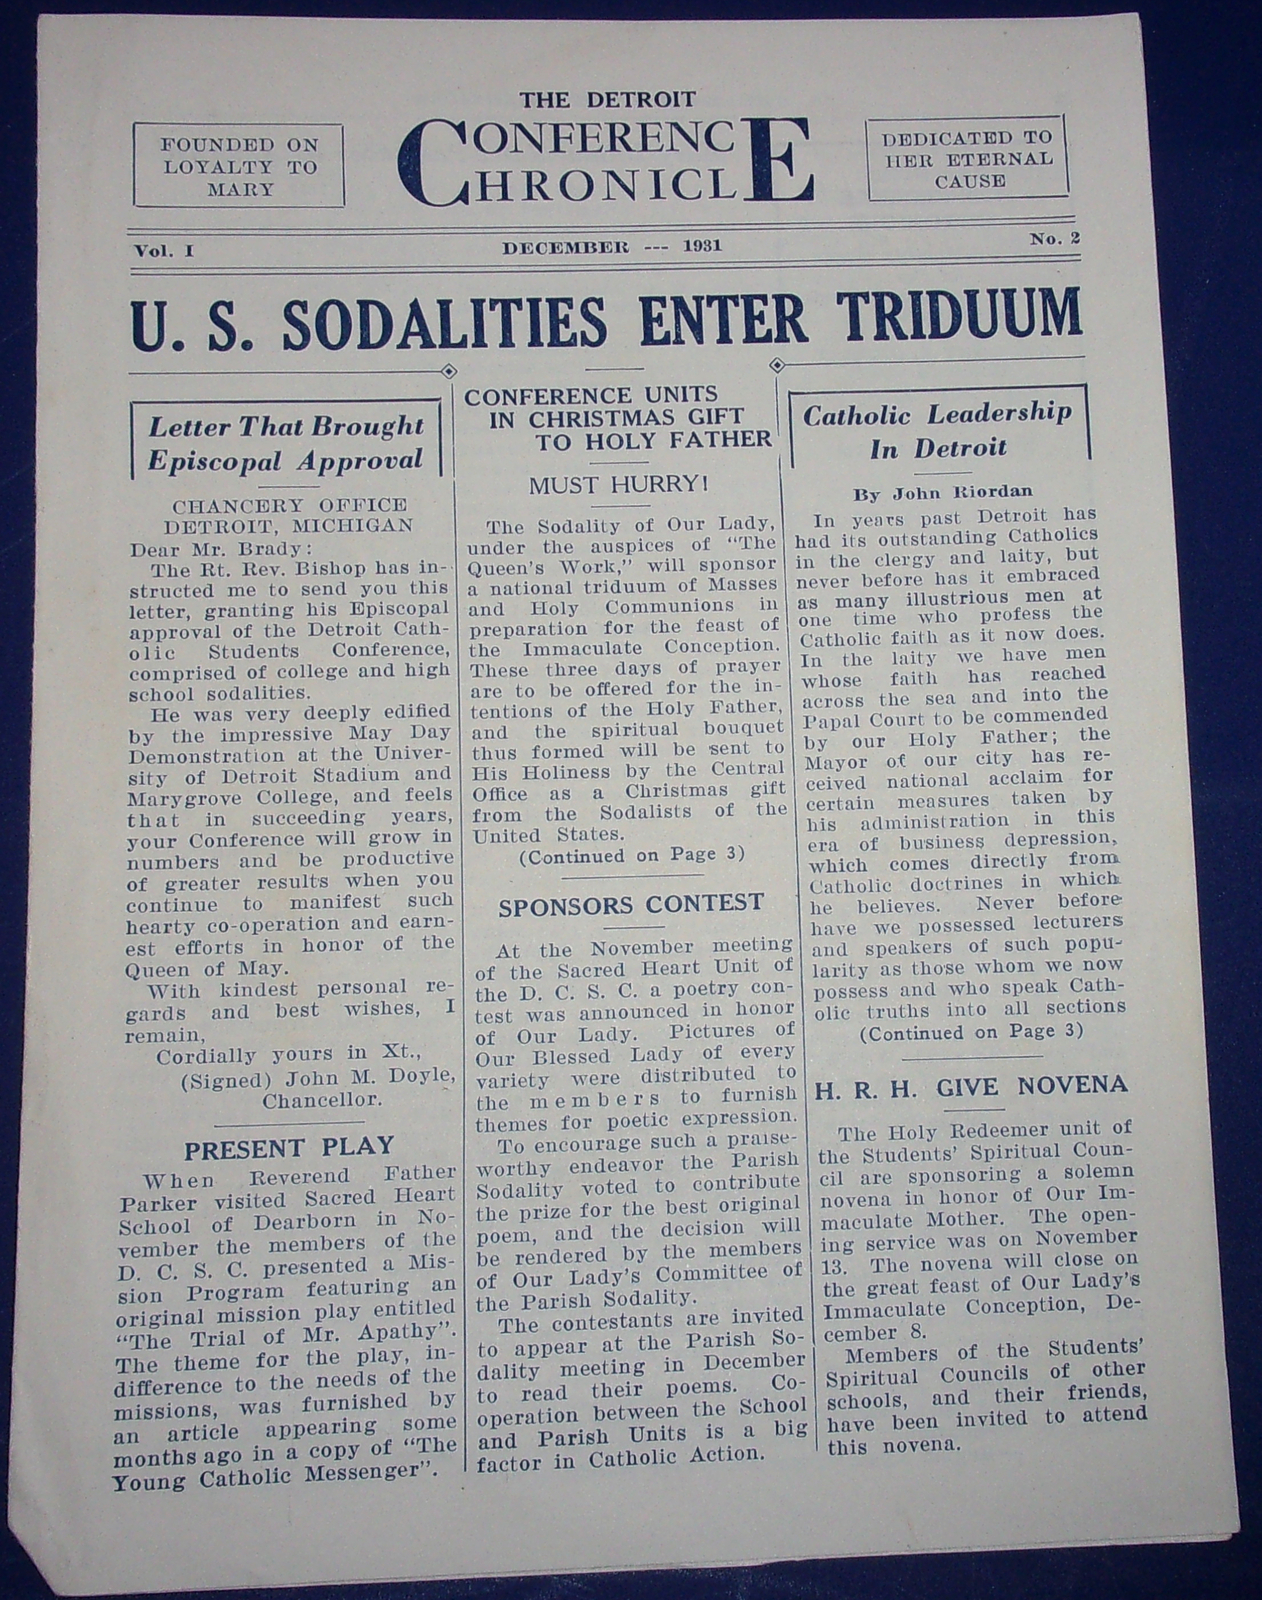 THE DETROIT
CONFERENCE
CHRONICLE
FOUNDED ON
LOYALTY TO
MARY
DEDICATED TO
HER ETERNAL
CAUSE
Vol. I
DECEMBER --- 1931
No. 2
U. S. SODALITIES ENTER TRIDUUM
Letter That Brought
Episcopal Approval
CHANCERY OFFICE
DETROIT, MICHIGAN
Dear Mr. Brady:
The Rt. Rev. Bishop has in-
structed me to send you this
letter, granting his Episcopal
approval of the Detroit Cath-
olic Students Conference,
comprised of college and high
school sodalities.
He was very deeply edified
by the impressive May Day
Demonstration at the Univer-
sity of Detroit Stadium and
Marygrove College, and feels
that in succeeding years,
your Conference will grow in
numbers and be productive
of greater results when you
continue to manifest such
hearty co-operation and earn-
est efforts in honor of the
Queen of May.
With kindest personal re-
gards and best wishes, I
remain,
Cordially yours in Xt.,
(Signed) John M. Doyle,
Chancellor.
PRESENT PLAY
When Reverend Father
Parker visited Sacred Heart
School of Dearborn in No-
vember the members of the
D. C. S. C. presented a Mis-
sion Program featuring an
original mission play entitled
"The Trial of Mr. Apathy".
The theme for the play, in-
difference to the needs of the
missions, was furnished by
an article appearing some
months ago in a copy of "The
Young Catholic Messenger".
CONFERENCE UNITS
IN CHRISTMAS GIFT
TO HOLY FATHER
MUST HURRY!
The Sodality of Our Lady,
under the auspices of "The
Queen's Work," will sponsor
a national triduum of Masses
and Holy Communions in
preparation for the feast of
the Immaculate Conception.
These three days of prayer
are to be offered for the in-
tentions of the Holy Father,
and the spiritual bouquet
thus formed will be sent to
His Holiness by the Central
Office as a Christmas gift
from the Sodalists of the
United States.
(Continued on Page 3)
SPONSORS CONTEST
At the November meeting
of the Sacred Heart Unit of
the D. C. S. C. a poetry con-
test was announced in honor
of Our Lady. Pictures of
Our Blessed Lady of every
variety were distributed to
the members to furnish
themes for poetic expression.
To encourage such a praise-
worthy endeavor the Parish
Sodality voted to contribute
the prize for the best original
poem, and the decision will
be rendered by the members
of Our Lady's Committee of
the Parish Sodality.
The contestants are invited
to appear at the Parish So-
dality meeting in December
to read their poems. Co-
operation between the School
and Parish Units is a big
factor in Catholic Action.
Catholic Leadership
In Detroit
By John Riordan
In years past Detroit has
had its outstanding Catholics
in the clergy and laity, but
never before has it embraced
as many illustrious men at
one time who profess the
Catholic faith as it now does.
In the laity we have men
whose faith has reached
across the sea and into the
Papal Court to be commended
by our Holy Father; the
Mayor of our city has re-
ceived national acclaim for
certain measures taken by
his administration in this
era of business depression,
which comes directly from
Catholic doctrines in which
he believes. Never before
have we possessed lecturers
and speakers of such popu-
larity as those whom we now
possess and who speak Cath-
olic truths into all sections
(Continued on Page 3)
H. R. H. GIVE NOVENA
The Holy Redeemer unit of
the Students' Spiritual Coun-
cil are sponsoring a solemn
novena in honor of Our Im-
maculate Mother. The open-
ing service was on November
13. The novena will close on
the great feast of Our Lady's
Immaculate Conception, De-
cember 8.
Members of the Students'
Spiritual Councils of other
schools, and their friends,
have been invited to attend
this novena.